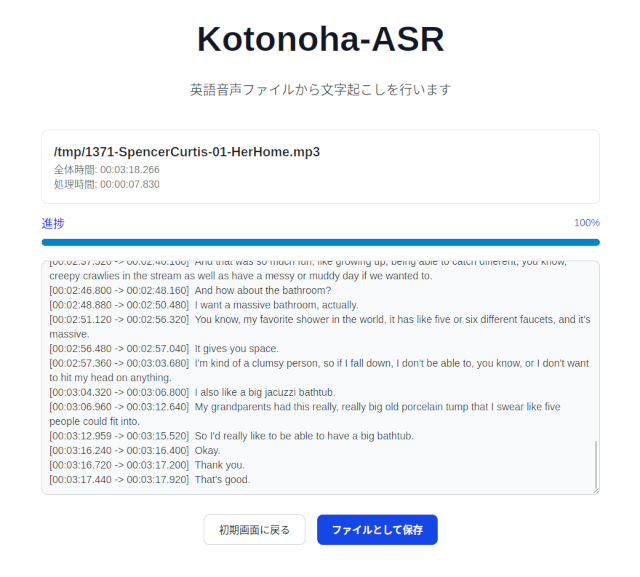 Kotonoha-ASR
英語音声ファイルから文字起こしを行います
/tmp/1371-SpencerCurtis-01-HerHome.mp3
全体時間: 00:03:18.266
処理時間: 00:00:07.830
進捗
100%
[00:02:37.520 -> 00:02:46.160]  And that was so much fun, like growing up, being able to catch different, you know,
creepy crawlies in the stream as well as have a messy or muddy day if we wanted to.
[00:02:46.800 -> 00:02:48.160]  And how about the bathroom?
[00:02:48.880 -> 00:02:50.480]  I want a massive bathroom, actually.
[00:02:51.120 -> 00:02:56.320]  You know, my favorite shower in the world, it has like five or six different faucets, and it's
massive.
[00:02:56.480 -> 00:02:57.040]  It gives you space.
[00:02:57.360 -> 00:03:03.680]  I'm kind of a clumsy person, so if I fall down, I don't be able to, you know, or I don't want
to hit my head on anything.
[00:03:04.320 -> 00:03:06.800]  I also like a big jacuzzi bathtub.
[00:03:06.960 -> 00:03:12.640]  My grandparents had this really, really big old porcelain tump that I swear like five
people could fit into.
[00:03:12.959 -> 00:03:15.520]  So I'd really like to be able to have a big bathtub.
[00:03:16.240 -> 00:03:16.400]  Okay.
[00:03:16.720 -> 00:03:17.200]  Thank you.
[00:03:17.440 -> 00:03:17.920]  That's good.
初期画面に戻る
ファイルとして保存